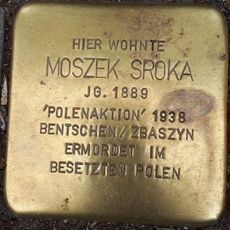 HIER WOHNTE
MOSZEK SROKA
JG. 1889
'POLENAKTION' 1938
BENTSCHEN/ZBASZYN
ERMORDET IM
BESETZTEN POLEN